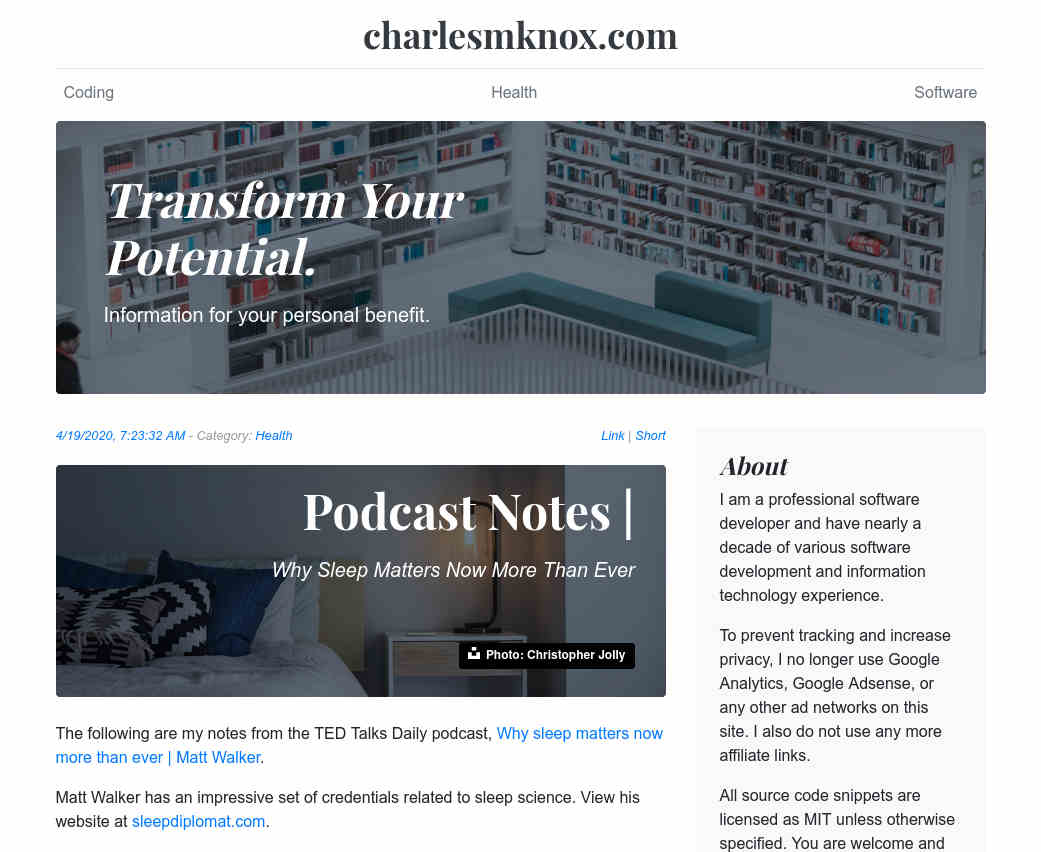 charlesmknox.com
Coding Health Software
Transform Your
Potential.
Information for your personal benefit.
4/19/2020, 7:23:32 AM - Category: Health Link | Short
Podcast Notes |
Why Sleep Matters Now More Than Ever
Photo: Christopher Jolly
The following are my notes from the TED Talks Daily podcast, Why sleep matters now
more than ever | Matt Walker.
Matt Walker has an impressive set of credentials related to sleep science. View his
website at sleepdiplomat.com.
About
I am a professional software
developer and have nearly a
decade of various software
development and information
technology experience.
To prevent tracking and increase
privacy, I no longer use Google
Analytics, Google Adsense, or
any other ad networks on this
site. I also do not use any more
affiliate links.
All source code snippets are
licensed as MIT unless otherwise
specified. You are welcome and